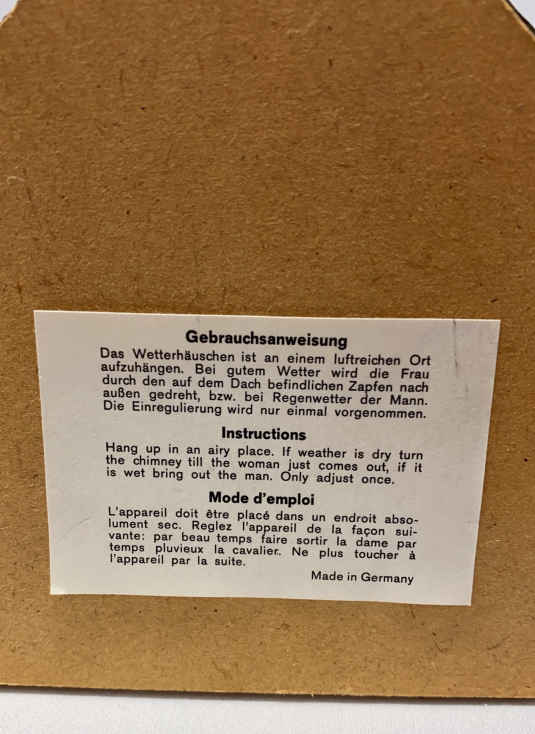 Gebrauchsanweisung
Das Wetterhäuschen ist an einem luftreichen Ort
aufzuhängen. Bei gutem Wetter wird die Frau
durch den auf dem Dach befindlichen Zapfen nach
außen gedreht, bzw. bei Regenwetter der Mann.
Die Einregulierung wird nur einmal vorgenommen.
Instructions
Hang up in an airy place. If weather is dry turn
the chimney till the woman just comes out, if it
is wet bring out the man. Only adjust once.
Mode d'emploi
L'appareil doit être placé dans un endroit abso-
lument sec. Reglez l'appareil de la façon sui-
vante: par beau temps faire sortir la dame par
temps pluvieux la cavalier. Ne plus toucher à
l'appareil par la suite.
Made in Germany